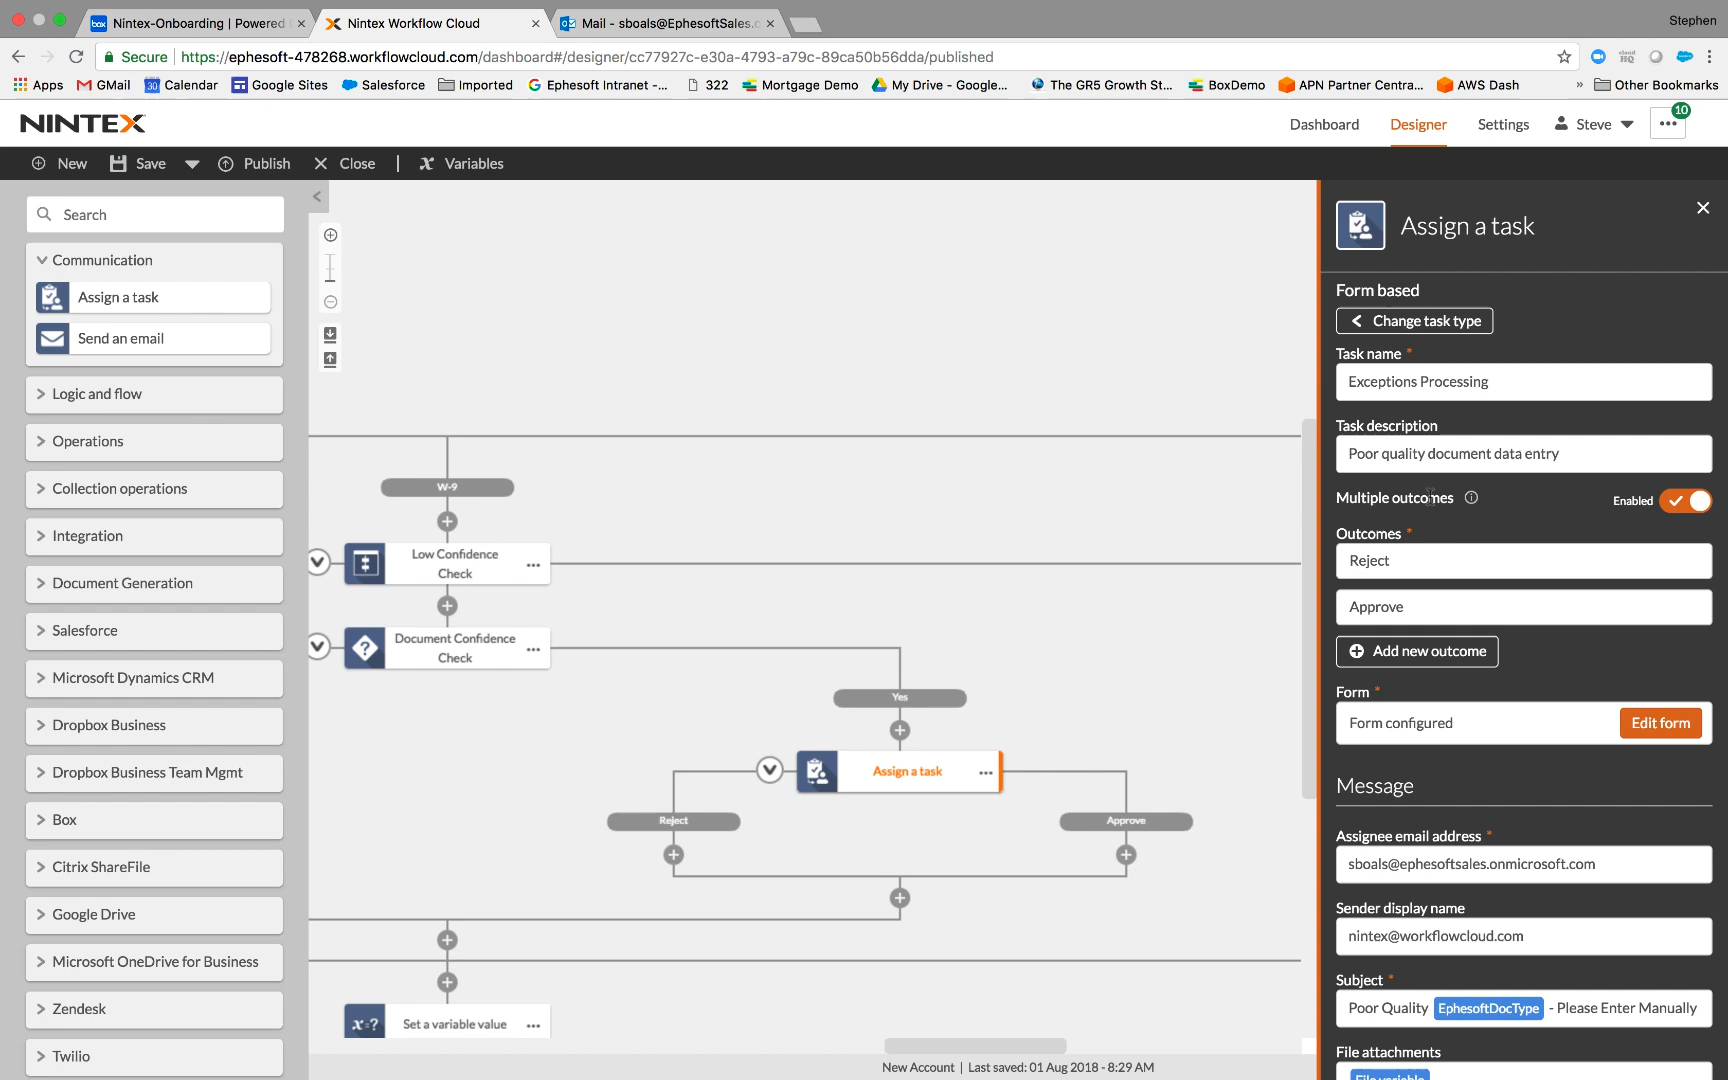 Nintex-Onboarding | Powered
Nintex Workflow Cloud
Mail - sboals@EphesoftSales.
Stephen
Secure
https://ephesoft-478268.workflowcloud.com/dashboard#/designer/cc77927c-e30a-4793-a79c-89ca50b56dda/published
Apps
GMail
Calendar
Google Sites
Salesforce
Imported
Ephesoft Intranet -...
322
Mortgage Demo
My Drive - Google...
The GR5 Growth St...
BoxDemo
APN Partner Centra...
AWS Dash
»
Other Bookmarks
NINTEX
Dashboard
Designer
Settings
Steve
10
New
Save
Publish
Close
Variables
Search
Communication
Assign a task
Send an email
Logic and flow
Operations
Collection operations
Integration
Document Generation
Salesforce
Microsoft Dynamics CRM
Dropbox Business
Dropbox Business Team Mgmt
Box
Citrix ShareFile
Google Drive
Microsoft OneDrive for Business
Zendesk
Twilio
W-9
Low Confidence
Check
Document Confidence
Check
Yes
Assign a task
Reject
Approve
Set a variable value
New Account | Last saved: 01 Aug 2018 - 8:29 AM
Assign a task
Form based
Change task type
Task name *
Exceptions Processing
Task description
Poor quality document data entry
Multiple outcomes
Enabled
Outcomes *
Reject
Approve
Add new outcome
Form *
Form configured
Edit form
Message
Assignee email address *
sboals@ephesoftsales.onmicrosoft.com
Sender display name
nintex@workflowcloud.com
Subject *
Poor Quality EphesoftDocType - Please Enter Manually
File attachments
File variable